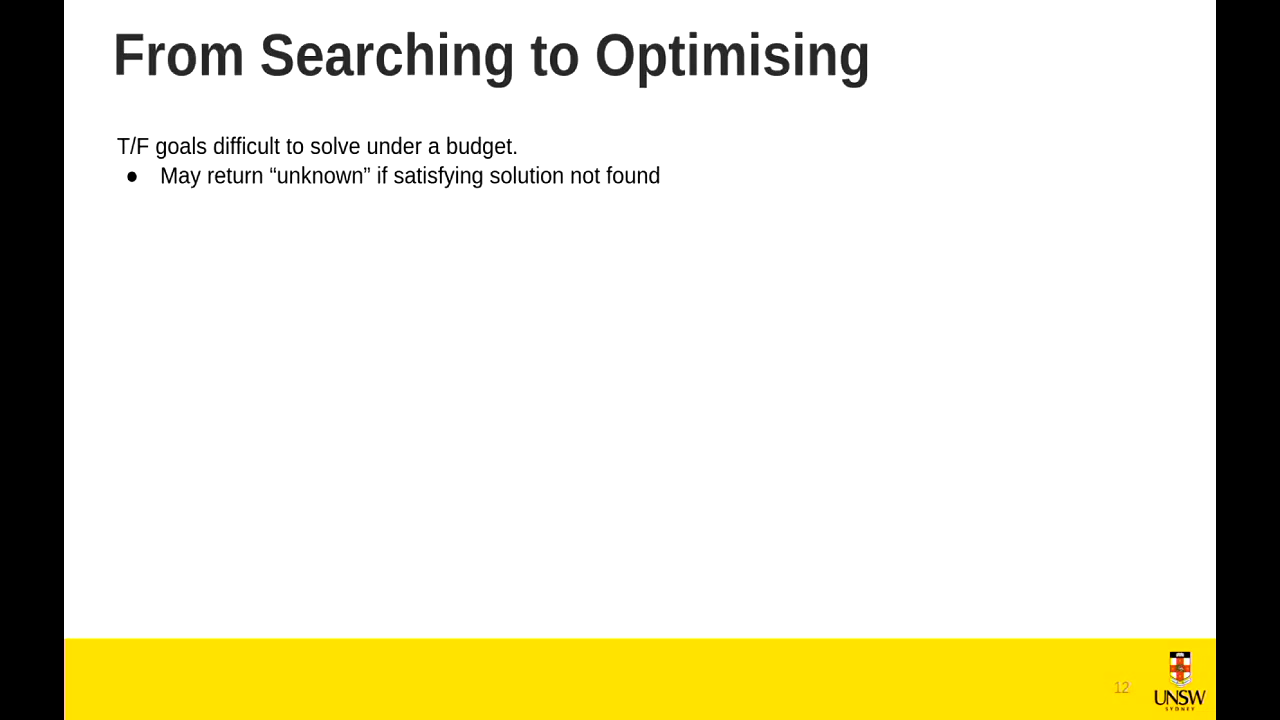 From Searching to Optimising
T/F goals difficult to solve under a budget.
● May return “unknown” if satisfying solution not found
12
UNSW
SYDNEY